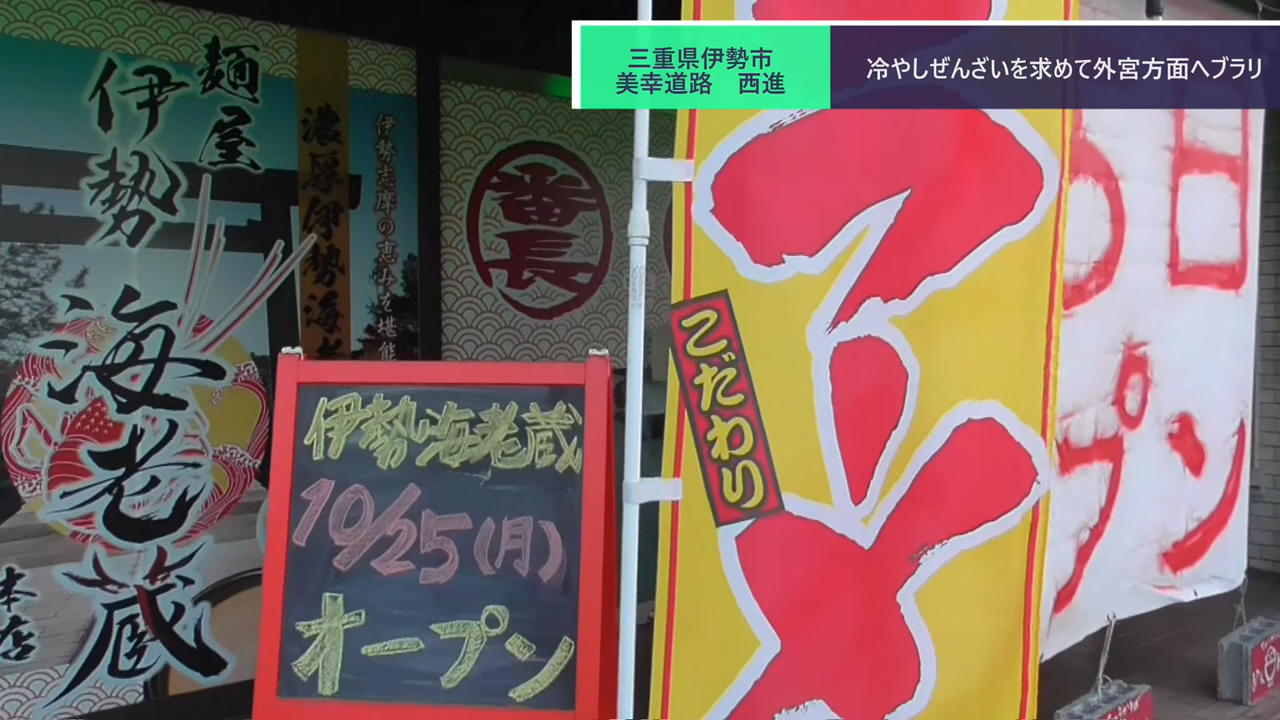 三重県伊勢市
美幸道路 西進
冷やしぜんざいを求めて外宮方面へブラリ
麺屋
伊勢
海老蔵
本店
濃厚伊勢海老
伊勢志摩の恵みを堪能
番長
伊勢海老蔵
10/25(月)
オープン
こだわり
プン